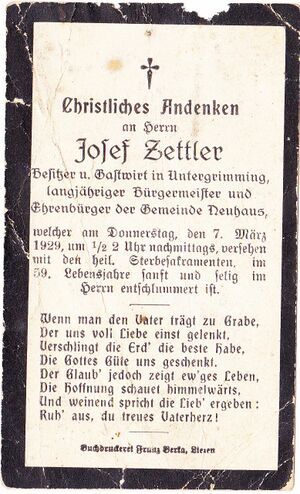 Christliches Andenken
an Herrn
Josef Zettler
Besitzer u. Gastwirt in Untergrimming,
langjähriger Bürgermeister und
Ehrenbürger der Gemeinde Neuhaus,
welcher am Donnerstag, den 7. März
1929, um 1/2 2 Uhr nachmittags, versehen
mit den heil. Sterbesakramenten, im
59. Lebensjahre sanft und selig im
Herrn entschlummert ist.
Wenn man den Vater trägt zu Grabe,
Der uns voll Liebe einst gelenkt,
Verschlingt die Erd' die beste Habe,
Die Gottes Güte uns geschenkt.
Der Glaub' jedoch zeigt ew'ges Leben,
Die Hoffnung schauet himmelwärts,
Und weinend spricht die Lieb' ergeben:
Ruh' aus, du treues Vaterherz!
Buchdruckerei Franz Berka, Liezen